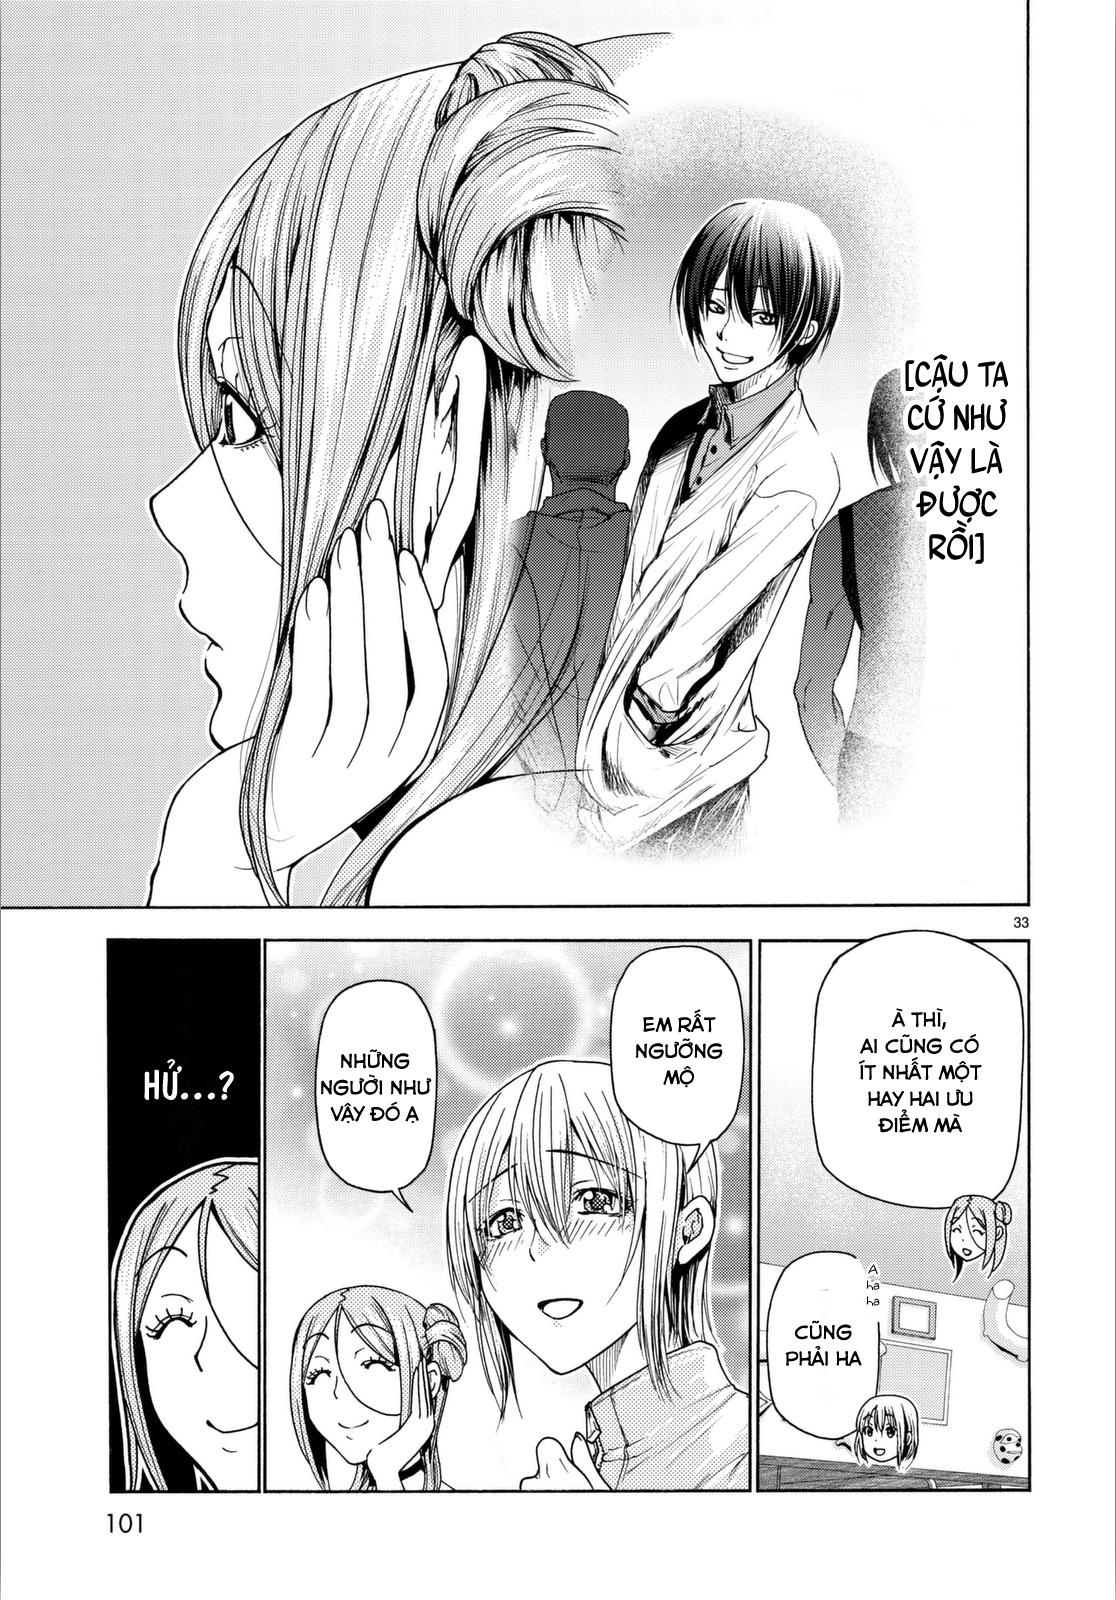 [CẬU TA
CỨ NHƯ
VẬY LÀ
ĐƯỢC
RỒI]
33
À THÌ,
AI CŨNG CÓ
ÍT NHẤT MỘT
HAY HAI ƯU
ĐIỂM MÀ
A
ha
ha
CŨNG
PHẢI HA
EM RẤT
NGƯỠNG
MỘ
NHỮNG
NGƯỜI NHƯ
VẬY ĐÓ Ạ
HỬ...?
101